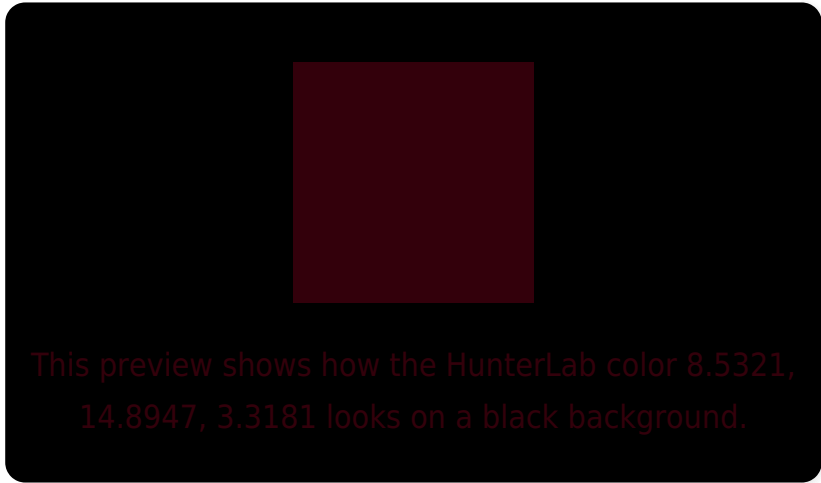 This preview shows how the HunterLab color 8.5321,
14.8947, 3.3181 looks on a black background.